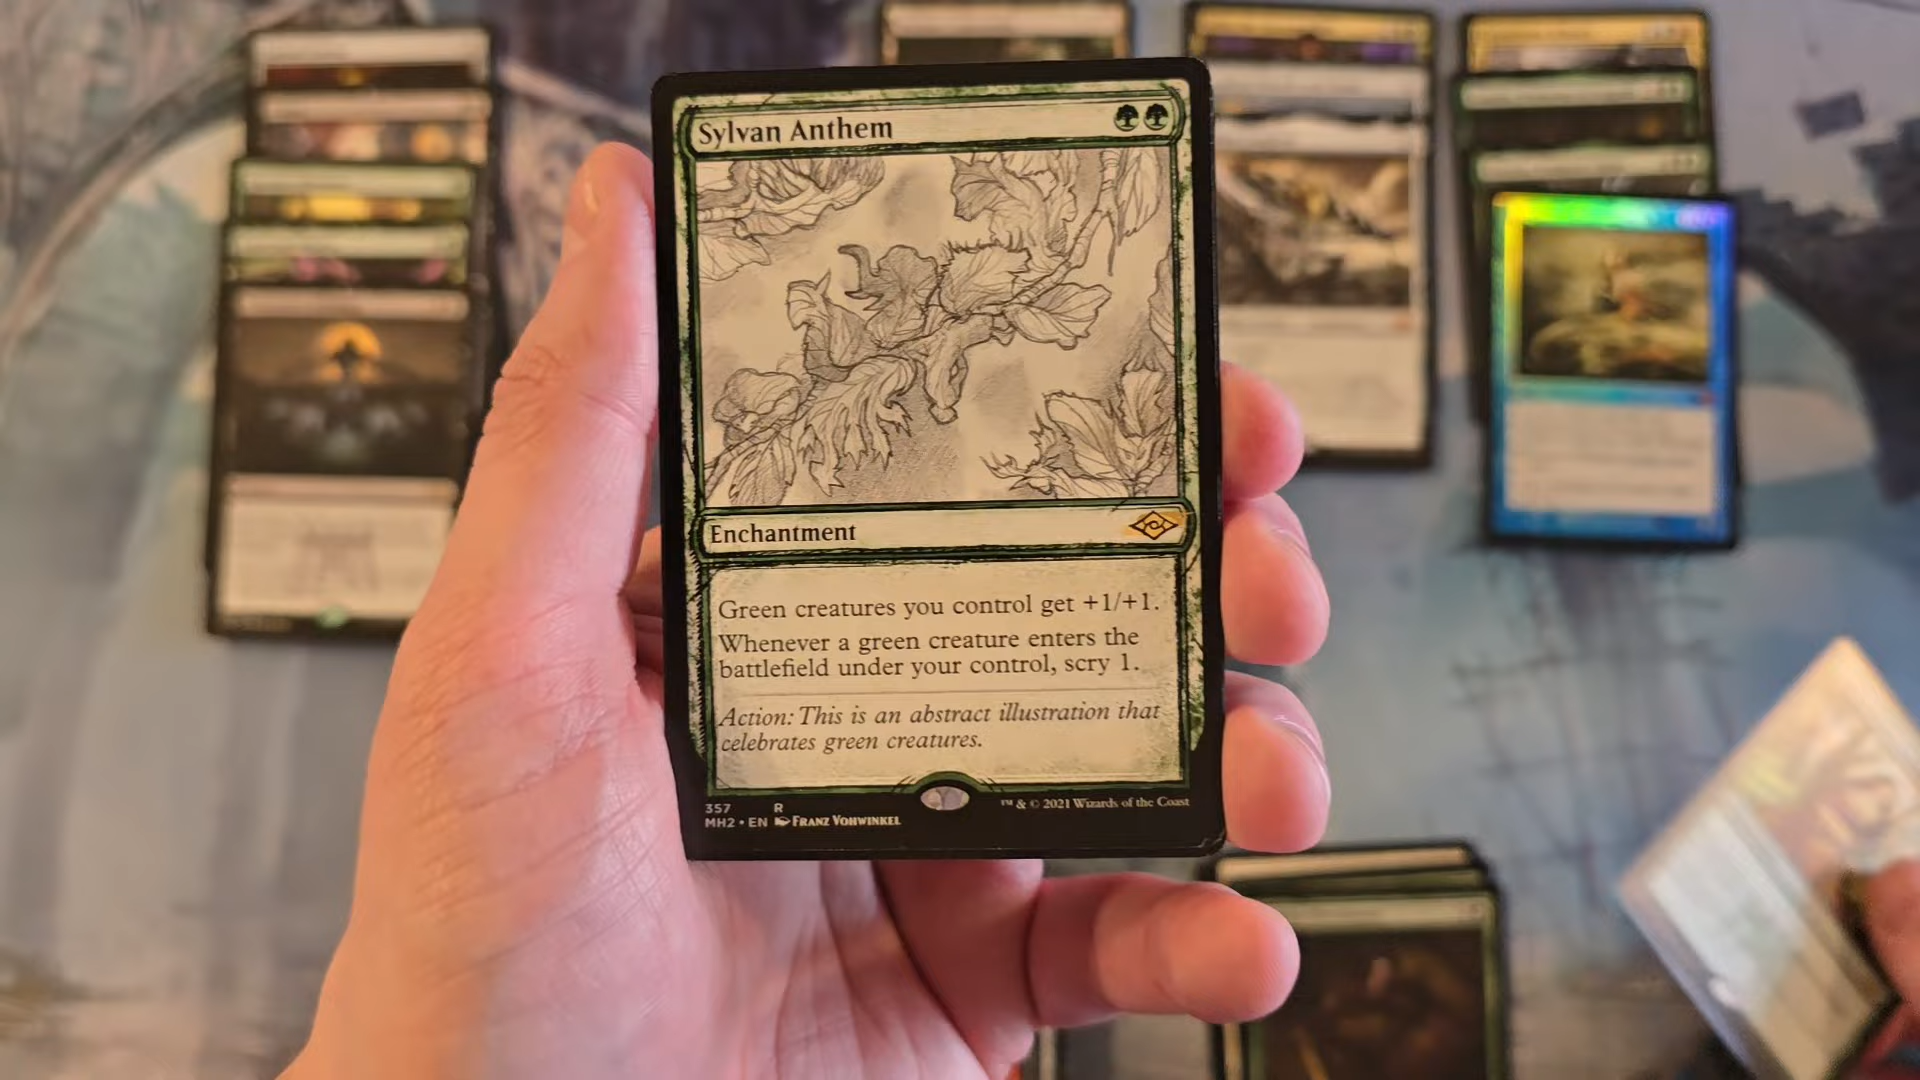 Sylvan Anthem
Enchantment
Green creatures you control get +1/+1.
Whenever a green creature enters the
battlefield under your control, scry 1.
Action: This is an abstract illustration that
celebrates green creatures.
357 R
MH2 • EN FRANZ VOHWINKEL
™ & © 2021 Wizards of the Coast